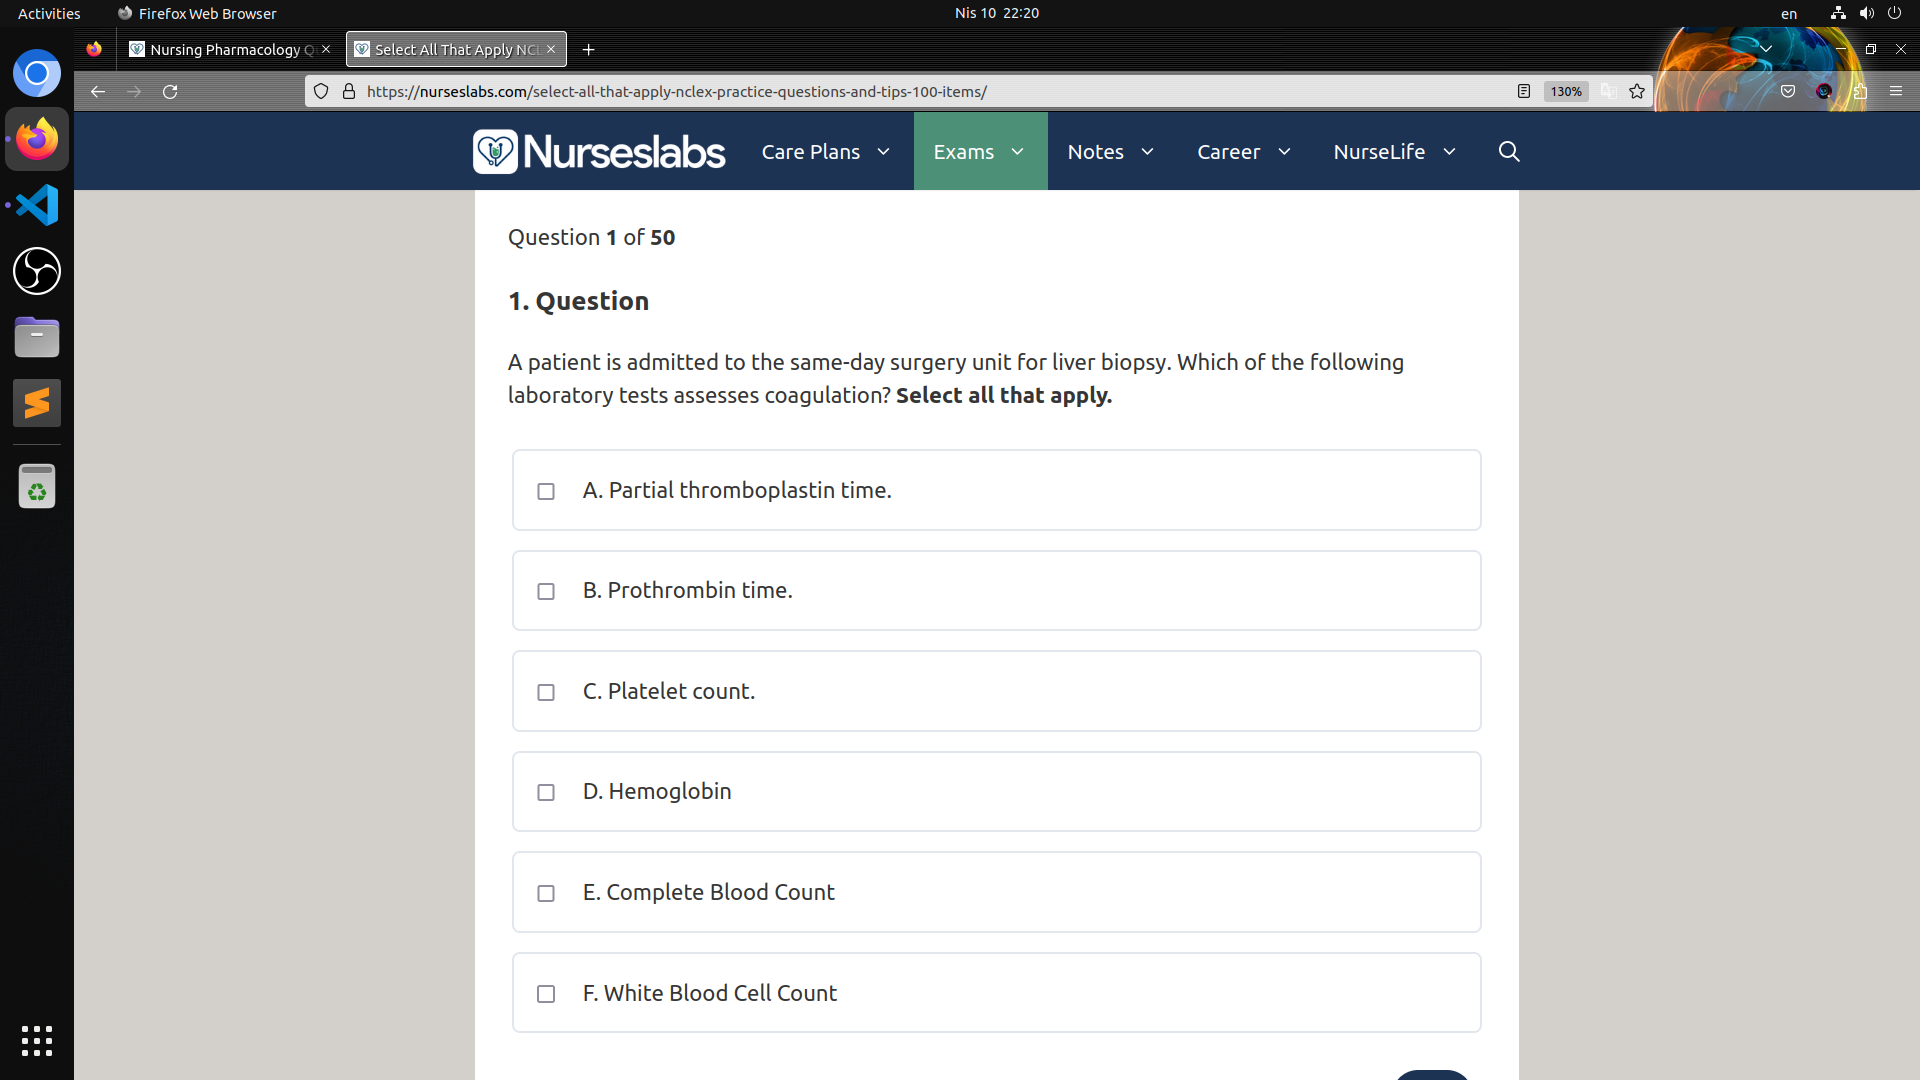 Activities
Firefox Web Browser
Nis 10 22:20
en
Nursing Pharmacology Q
Select All That Apply NCL
https://nurseslabs.com/select-all-that-apply-nclex-practice-questions-and-tips-100-items/
130%
Nurseslabs
Care Plans
Exams
Notes
Career
NurseLife
Question 1 of 50
1. Question
A patient is admitted to the same-day surgery unit for liver biopsy. Which of the following
laboratory tests assesses coagulation? Select all that apply.
A. Partial thromboplastin time.
B. Prothrombin time.
C. Platelet count.
D. Hemoglobin
E. Complete Blood Count
F. White Blood Cell Count